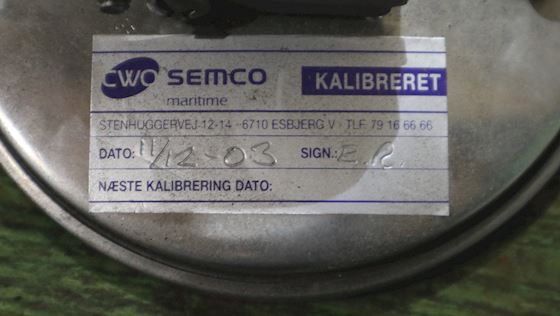 CWO SEMCO KALIBRERET
maritime
STENHUGGERVEJ 12-14 - 6710 ESBJERG V - TLF. 79 16 66 66
DATO: 11/12-03 SIGN.: E.R.
NÆSTE KALIBRERING DATO: